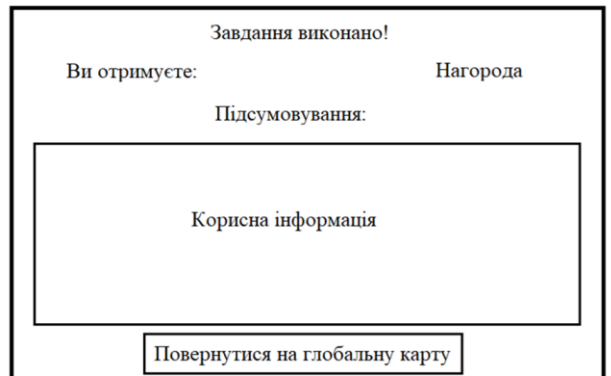 Завдання виконано!
Ви отримуєте: Нагорода
Підсумовування:
Корисна інформація
Повернутися на глобальну карту